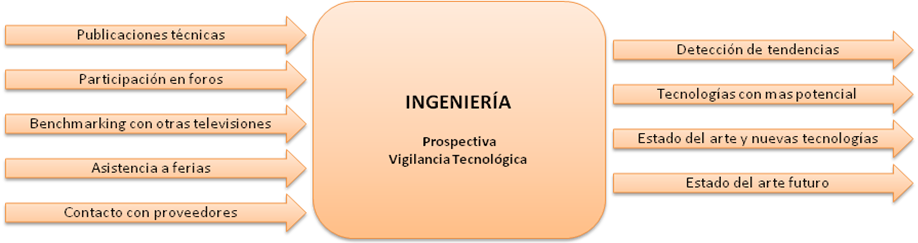 Publicaciones técnicas
Participación en foros
Benchmarking con otras televisiones
Asistencia a ferias
Contacto con proveedores
INGENIERÍA
Prospectiva
Vigilancia Tecnológica
Detección de tendencias
Tecnologías con mas potencial
Estado del arte y nuevas tecnologías
Estado del arte futuro